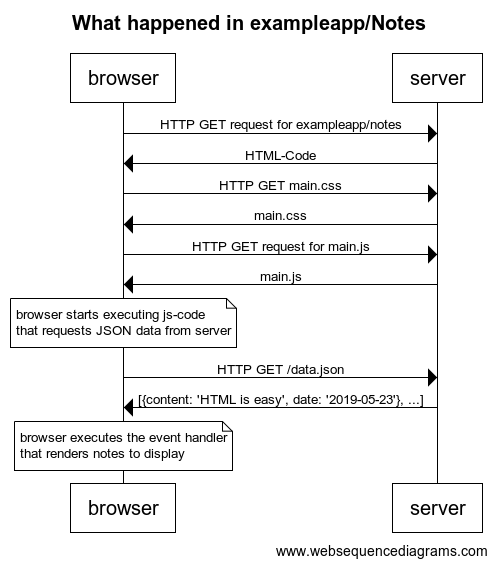 What happened in exampleapp/Notes
browser
server
HTTP GET request for exampleapp/notes
HTML-Code
HTTP GET main.css
main.css
HTTP GET request for main.js
main.js
browser starts executing js-code
that requests JSON data from server
HTTP GET /data.json
[{content: 'HTML is easy', date: '2019-05-23'}, ...]
browser executes the event handler
that renders notes to display
browser
server
www.websequencediagrams.com